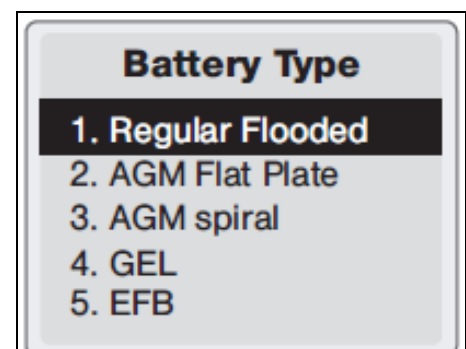 Battery Type
1. Regular Flooded
2. AGM Flat Plate
3. AGM spiral
4. GEL
5. EFB